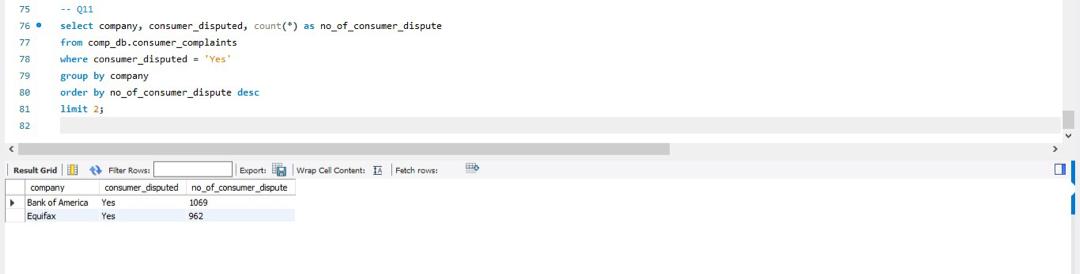 75 -- Q11
76 select company, consumer_disputed, count(*) as no_of_consumer_dispute
77 from comp_db.consumer_complaints
78 where consumer_disputed = 'Yes'
79 group by company
80 order by no_of_consumer_dispute desc
81 limit 2;
82
Result Grid Filter Rows: Export: Wrap Cell Content: IA Fetch rows:
company consumer_disputed no_of_consumer_dispute
Bank of America Yes 1069
Equifax Yes 962